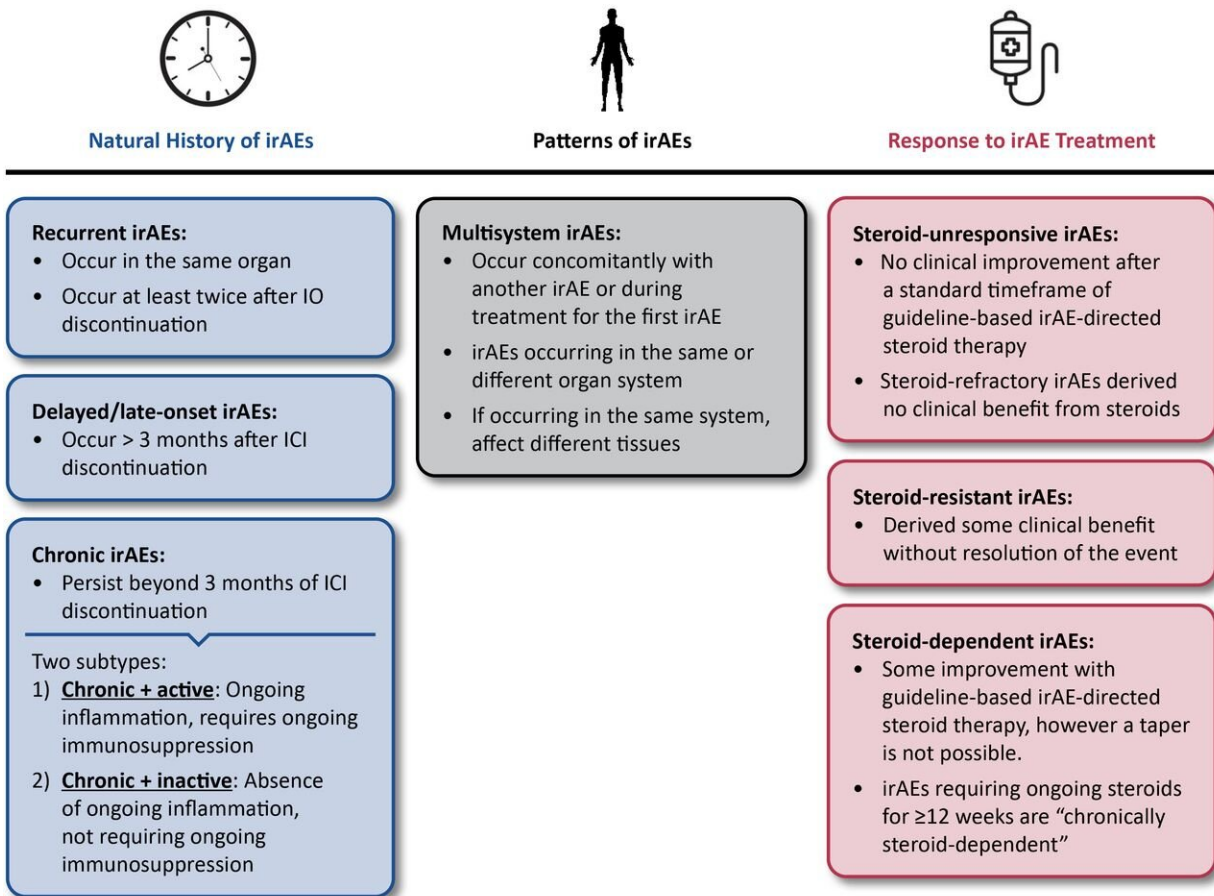 Natural History of irAEs
Patterns of irAEs
Response to irAE Treatment
Recurrent irAEs:
• Occur in the same organ
• Occur at least twice after IO
discontinuation
Delayed/late-onset irAEs:
• Occur > 3 months after ICI
discontinuation
Chronic irAEs:
• Persist beyond 3 months of ICI
discontinuation
Two subtypes:
1) Chronic + active: Ongoing
inflammation, requires ongoing
immunosuppression
2) Chronic + inactive: Absence
of ongoing inflammation,
not requiring ongoing
immunosuppression
Multisystem irAEs:
• Occur concomitantly with
another irAE or during
treatment for the first irAE
• irAEs occurring in the same or
different organ system
• If occurring in the same system,
affect different tissues
Steroid-unresponsive irAEs:
• No clinical improvement after
a standard timeframe of
guideline-based irAE-directed
steroid therapy
• Steroid-refractory irAEs derived
no clinical benefit from steroids
Steroid-resistant irAEs:
• Derived some clinical benefit
without resolution of the event
Steroid-dependent irAEs:
• Some improvement with
guideline-based irAE-directed
steroid therapy, however a taper
is not possible.
• irAEs requiring ongoing steroids
for ≥12 weeks are “chronically
steroid-dependent”